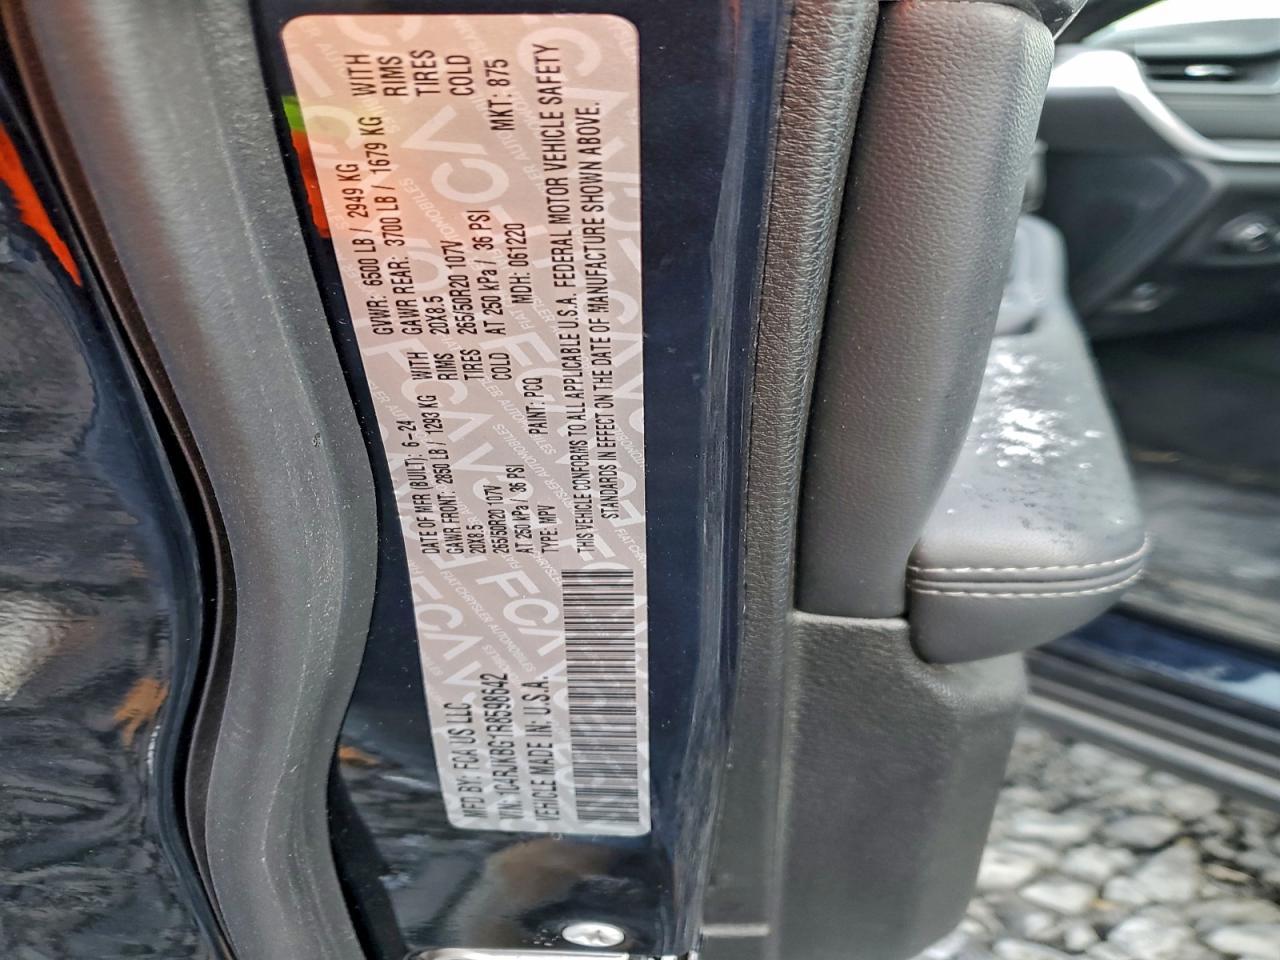 MFD BY: FCA US LLC
DATE OF MFR (BUILT): 6-24
GVWR: 6500 LB / 2949 KG
GAWR FRONT: 2850 LB / 1293 KG WITH
20X8.5 RIMS
265/50R20 107V TIRES
AT 250 kPa / 36 PSI COLD
GAWR REAR: 3700 LB / 1679 KG WITH
20X8.5 RIMS
265/50R20 107V TIRES
AT 250 kPa / 36 PSI COLD
VIN: 1C4RJKBG1R8598642
VEHICLE MADE IN: U.S.A.
TYPE: MPV
PAINT: PCQ
MDH: 061220
MKT: 875
THIS VEHICLE CONFORMS TO ALL APPLICABLE U.S.A. FEDERAL MOTOR VEHICLE SAFETY
STANDARDS IN EFFECT ON THE DATE OF MANUFACTURE SHOWN ABOVE.